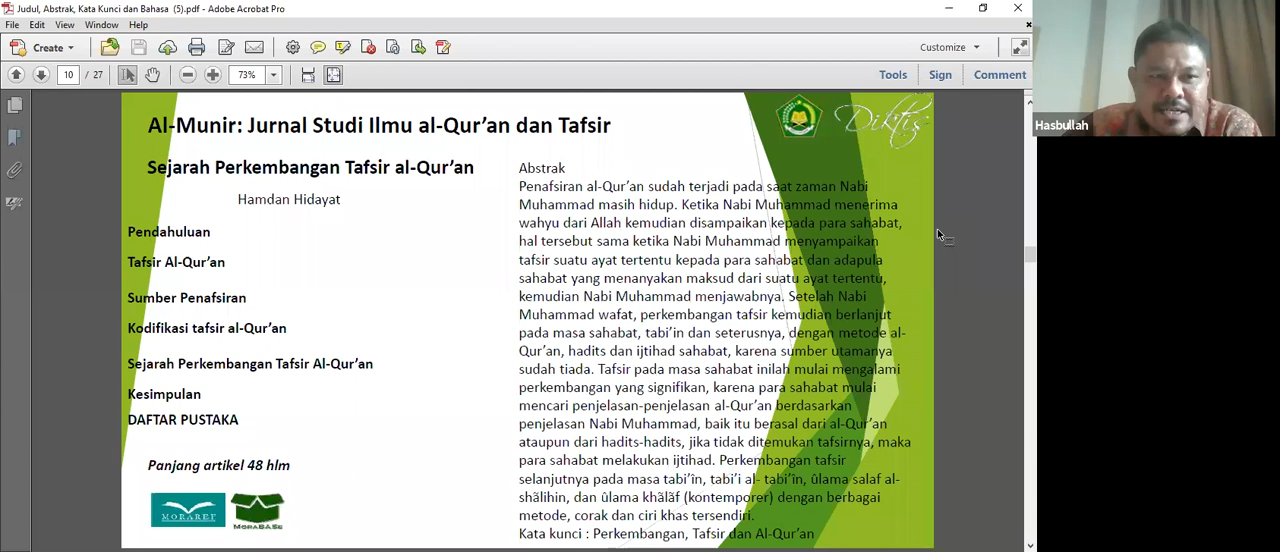 Judul, Abstrak, Kata Kunci dan Bahasa (5).pdf - Adobe Acrobat Pro
File Edit View Window Help
Create
Customize
10 / 27
73%
Tools Sign Comment
Hasbullah
Al-Munir: Jurnal Studi Ilmu al-Qur’an dan Tafsir
Diktis
Sejarah Perkembangan Tafsir al-Qur’an
Hamdan Hidayat
Pendahuluan
Tafsir Al-Qur’an
Sumber Penafsiran
Kodifikasi tafsir al-Qur’an
Sejarah Perkembangan Tafsir Al-Qur’an
Kesimpulan
DAFTAR PUSTAKA
Panjang artikel 48 hlm
MORAREF
MORABASE
Abstrak
Penafsiran al-Qur’an sudah terjadi pada saat zaman Nabi
Muhammad masih hidup. Ketika Nabi Muhammad menerima
wahyu dari Allah kemudian disampaikan kepada para sahabat,
hal tersebut sama ketika Nabi Muhammad menyampaikan
tafsir suatu ayat tertentu kepada para sahabat dan adapula
sahabat yang menanyakan maksud dari suatu ayat tertentu,
kemudian Nabi Muhammad menjawabnya. Setelah Nabi
Muhammad wafat, perkembangan tafsir kemudian berlanjut
pada masa sahabat, tabi’in dan seterusnya, dengan metode al-
Qur’an, hadits dan ijtihad sahabat, karena sumber utamanya
sudah tiada. Tafsir pada masa sahabat inilah mulai mengalami
perkembangan yang signifikan, karena para sahabat mulai
mencari penjelasan-penjelasan al-Qur’an berdasarkan
penjelasan Nabi Muhammad, baik itu berasal dari al-Qur’an
ataupun dari hadits-hadits, jika tidak ditemukan tafsirnya, maka
para sahabat melakukan ijtihad. Perkembangan tafsir
selanjutnya pada masa tabi’în, tabi’i al- tabi’în, ûlama salaf al-
shälihin, dan ûlama khäläf (kontemporer) dengan berbagai
metode, corak dan ciri khas tersendiri.
Kata kunci : Perkembangan, Tafsir dan Al-Qur’an